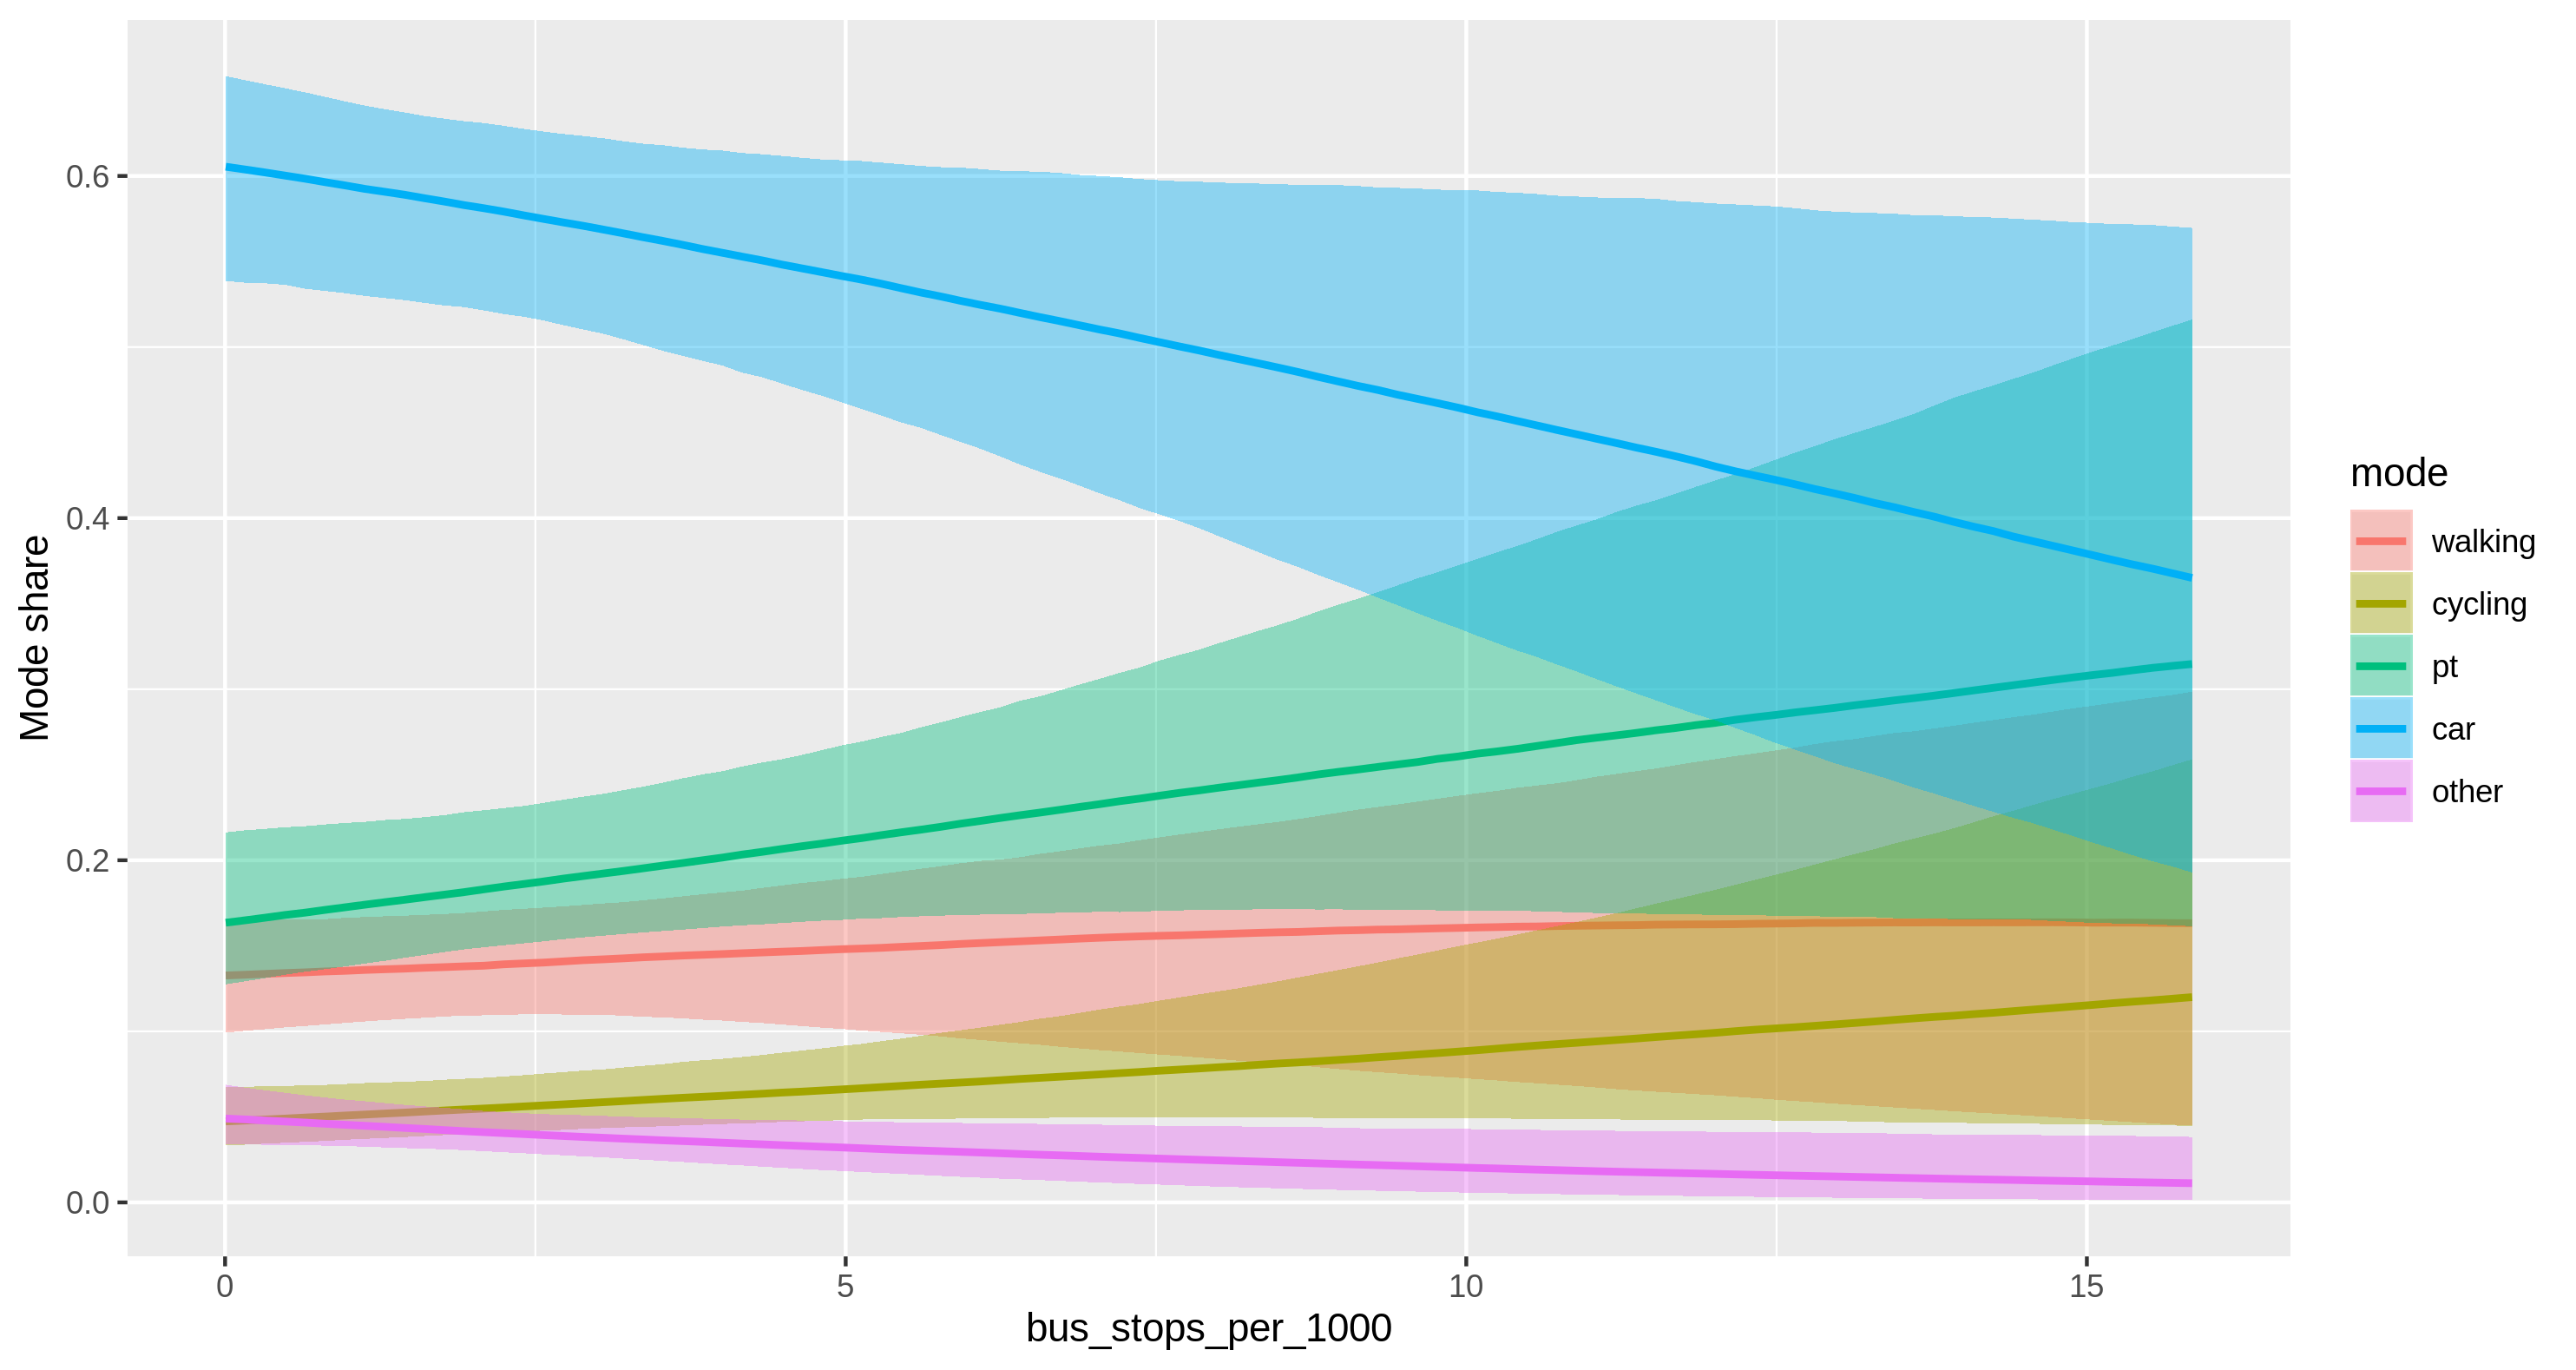 0.6
0.4
0.2
0.0
Mode share
0 5 10 15
bus_stops_per_1000
mode
walking
cycling
pt
car
other